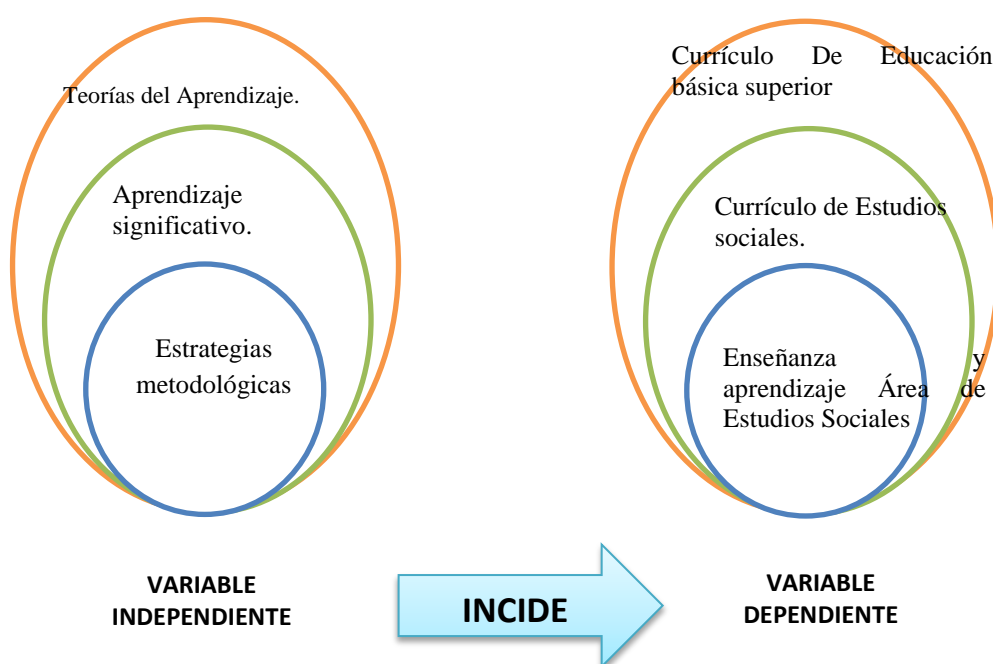 Teorías del Aprendizaje.
Aprendizaje
significativo.
Estrategias
metodológicas
VARIABLE
INDEPENDIENTE
INCIDE
Currículo De Educación
básica superior
Currículo de Estudios
sociales.
Enseñanza y
aprendizaje Área de
Estudios Sociales
VARIABLE
DEPENDIENTE